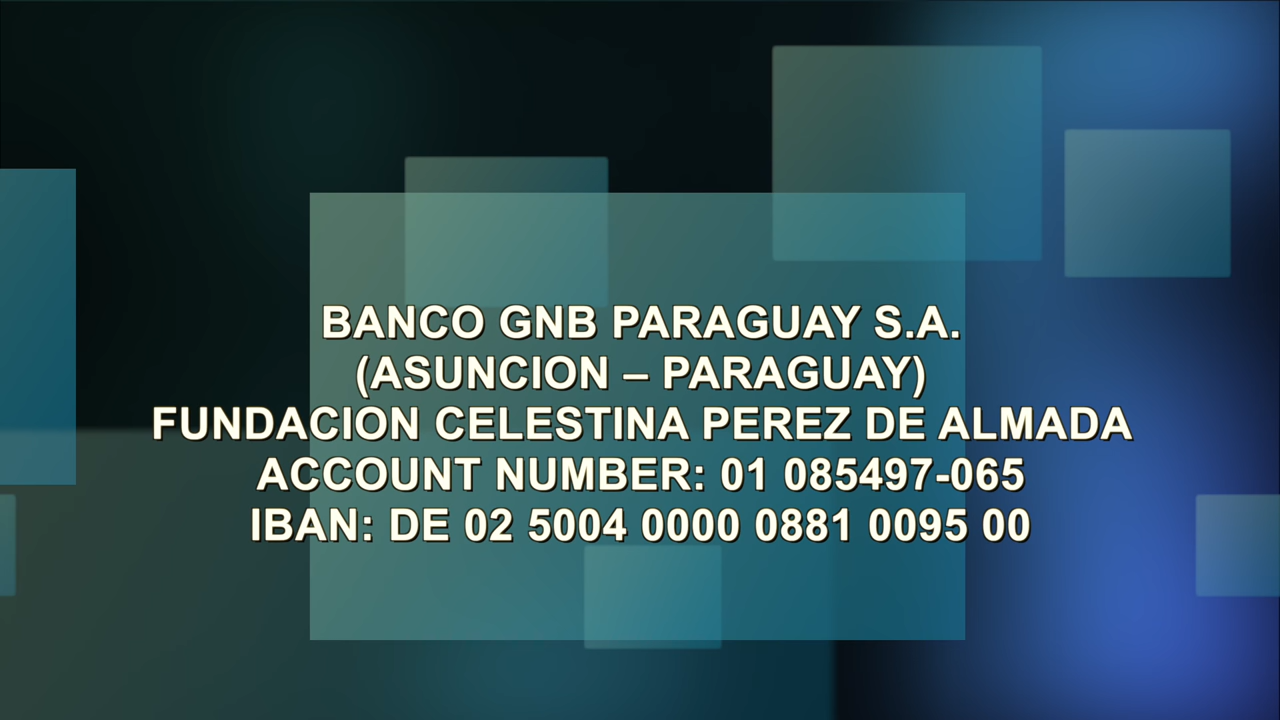 BANCO GNB PARAGUAY S.A.
(ASUNCION – PARAGUAY)
FUNDACION CELESTINA PEREZ DE ALMADA
ACCOUNT NUMBER: 01 085497-065
IBAN: DE 02 5004 0000 0881 0095 00